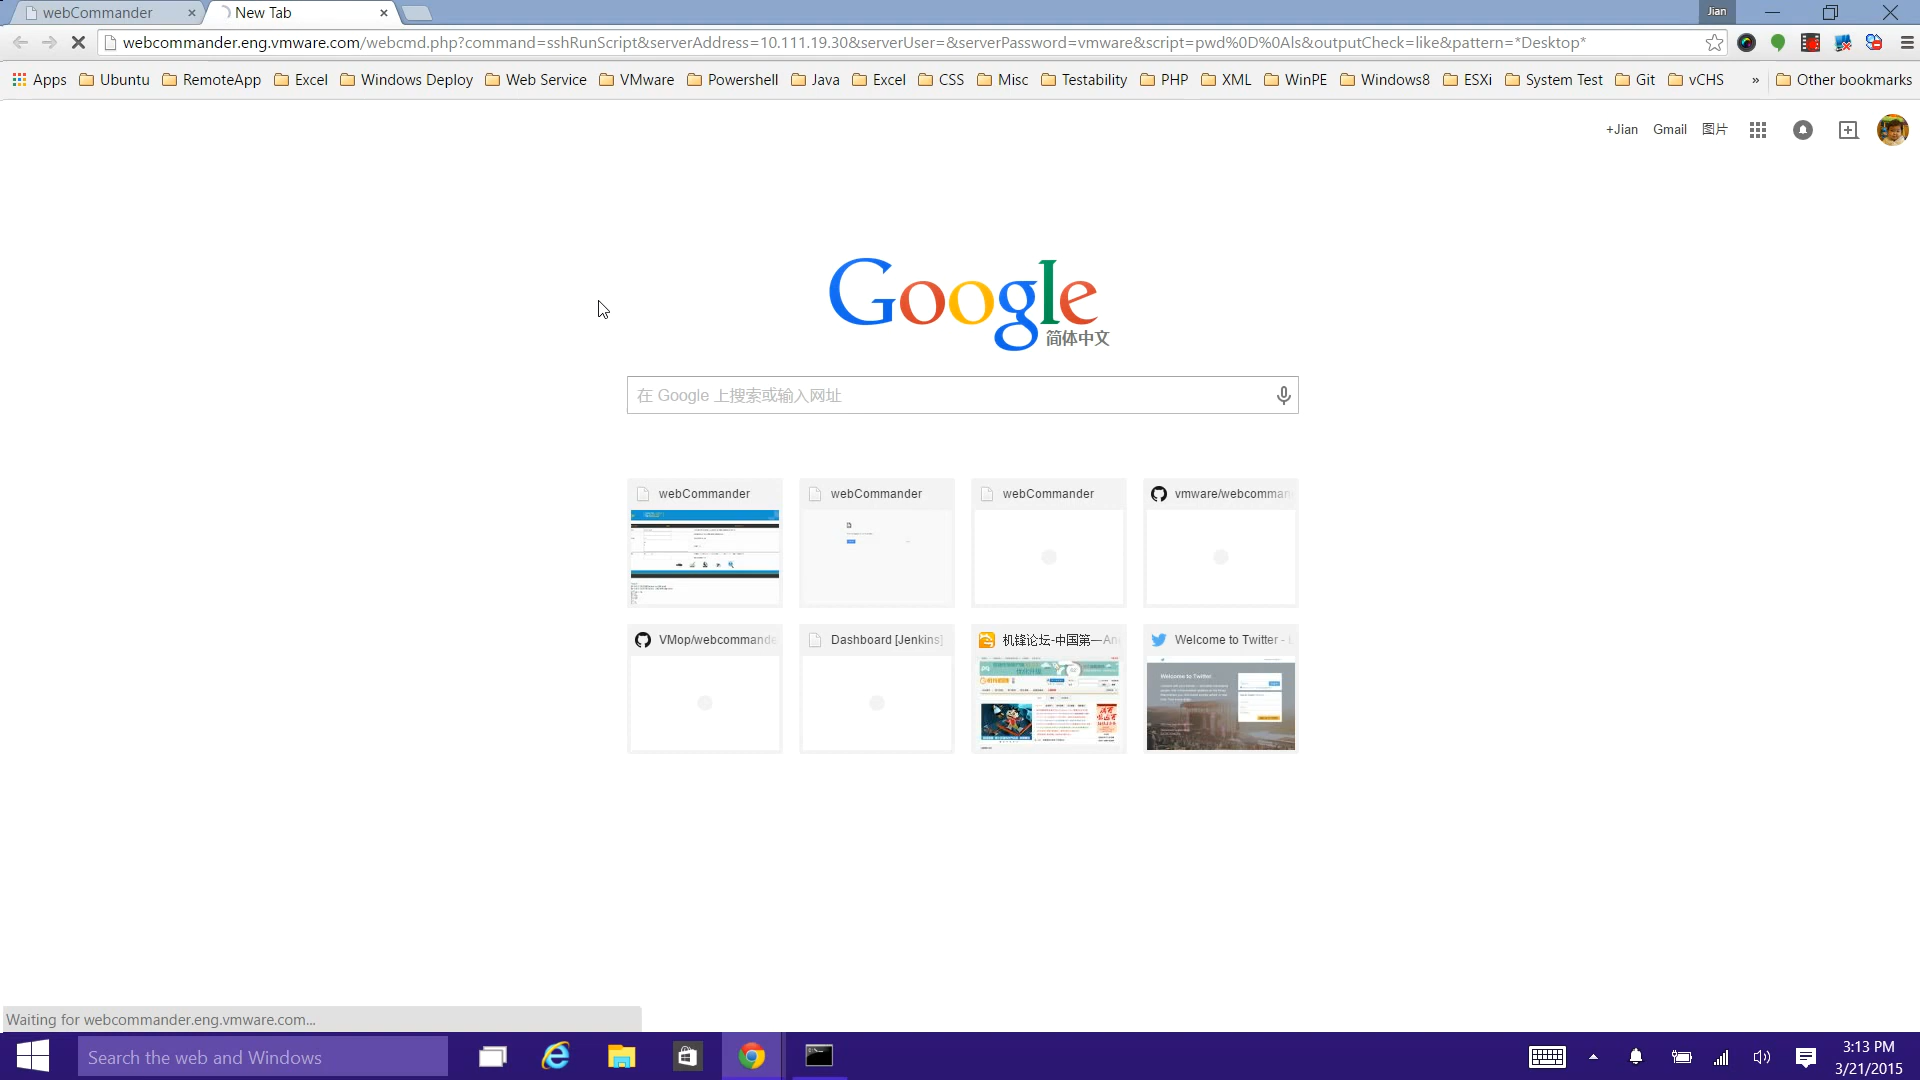 webCommander
New Tab
Jian
webcommander.eng.vmware.com/webcmd.php?command=sshRunScript&serverAddress=10.111.19.30&serverUser=&serverPassword=vmware&script=pwd%0D%0Als&outputCheck=like&pattern=*Desktop*
Apps Ubuntu RemoteApp Excel Windows Deploy Web Service VMware Powershell Java Excel CSS Misc Testability PHP XML WinPE Windows8 ESXi System Test Git vCHS » Other bookmarks
+Jian Gmail 图片
Google
简体中文
在 Google 上搜索或输入网址
webCommander webCommander webCommander vmware/webcomman
VMop/webcommande Dashboard [Jenkins] 机锋论坛-中国第一An Welcome to Twitter -
Welcome to Twitter.
Waiting for webcommander.eng.vmware.com...
Search the web and Windows
3:13 PM
3/21/2015